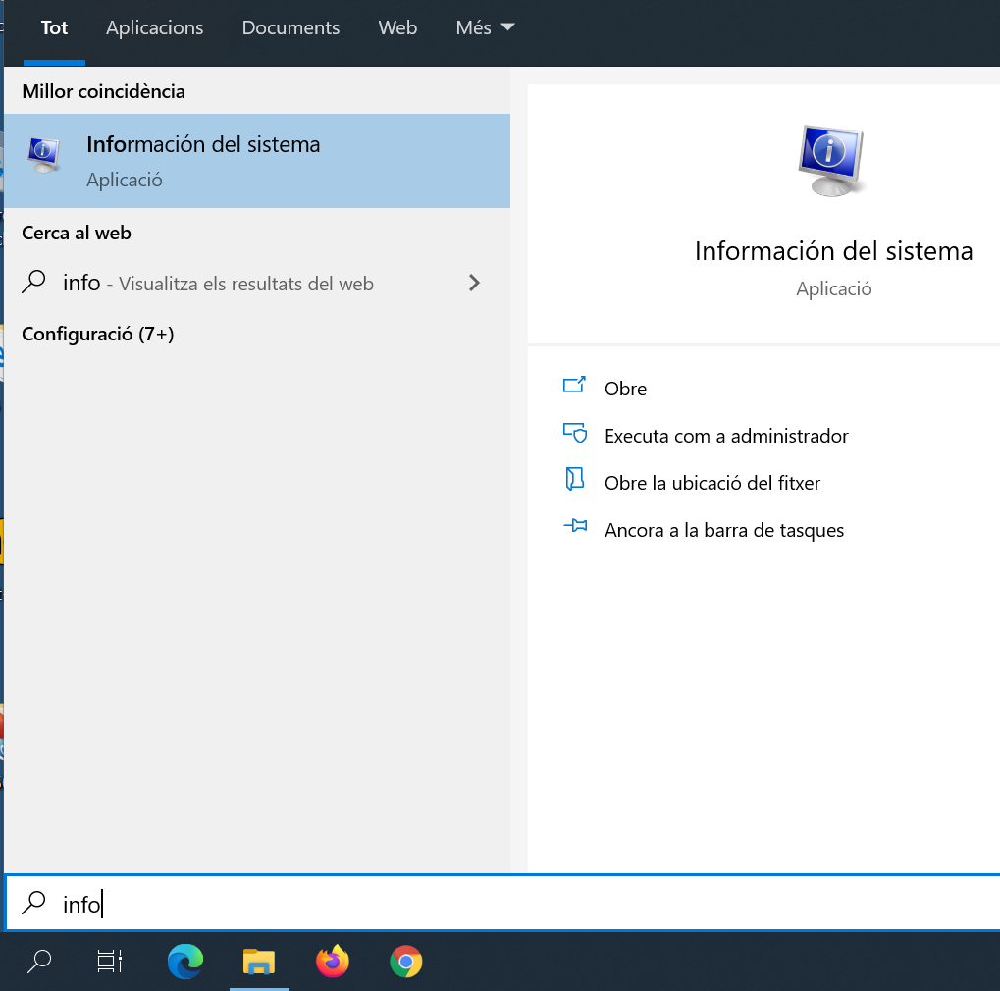 Tot Aplicacions Documents Web Més
Millor coincidència
Información del sistema
Aplicació
Cerca al web
info - Visualitza els resultats del web
Configuració (7+)
Información del sistema
Aplicació
Obre
Executa com a administrador
Obre la ubicació del fitxer
Ancora a la barra de tasques
info